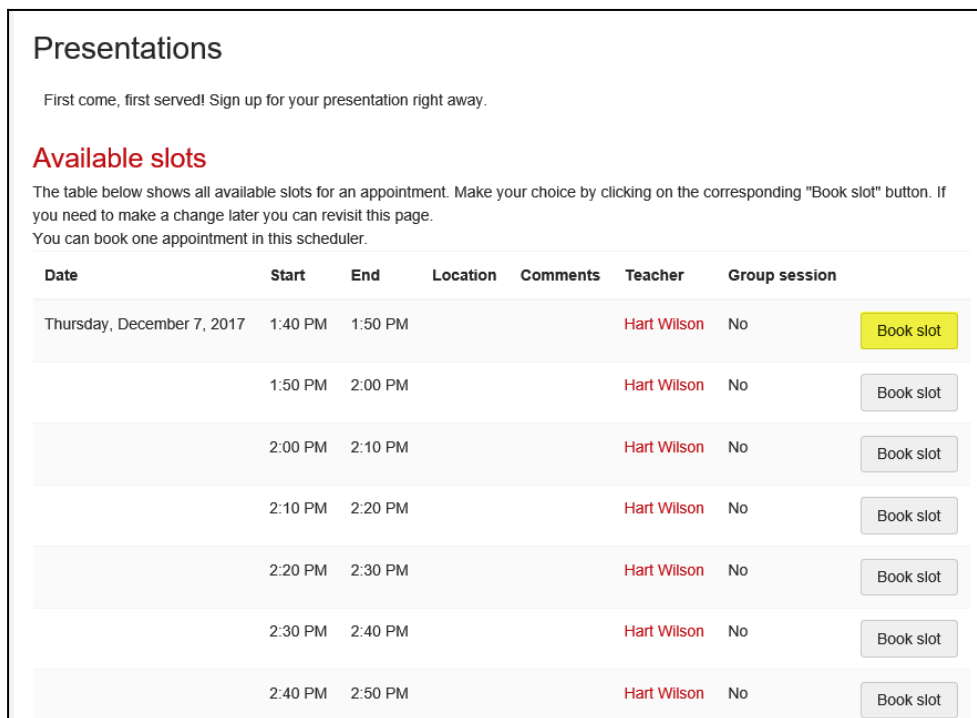 Presentations
First come, first served! Sign up for your presentation right away.
Available slots
The table below shows all available slots for an appointment. Make your choice by clicking on the corresponding "Book slot" button. If
you need to make a change later you can revisit this page.
You can book one appointment in this scheduler.
Date Start End Location Comments Teacher Group session
Thursday, December 7, 2017 1:40 PM 1:50 PM Hart Wilson No Book slot
1:50 PM 2:00 PM Hart Wilson No Book slot
2:00 PM 2:10 PM Hart Wilson No Book slot
2:10 PM 2:20 PM Hart Wilson No Book slot
2:20 PM 2:30 PM Hart Wilson No Book slot
2:30 PM 2:40 PM Hart Wilson No Book slot
2:40 PM 2:50 PM Hart Wilson No Book slot